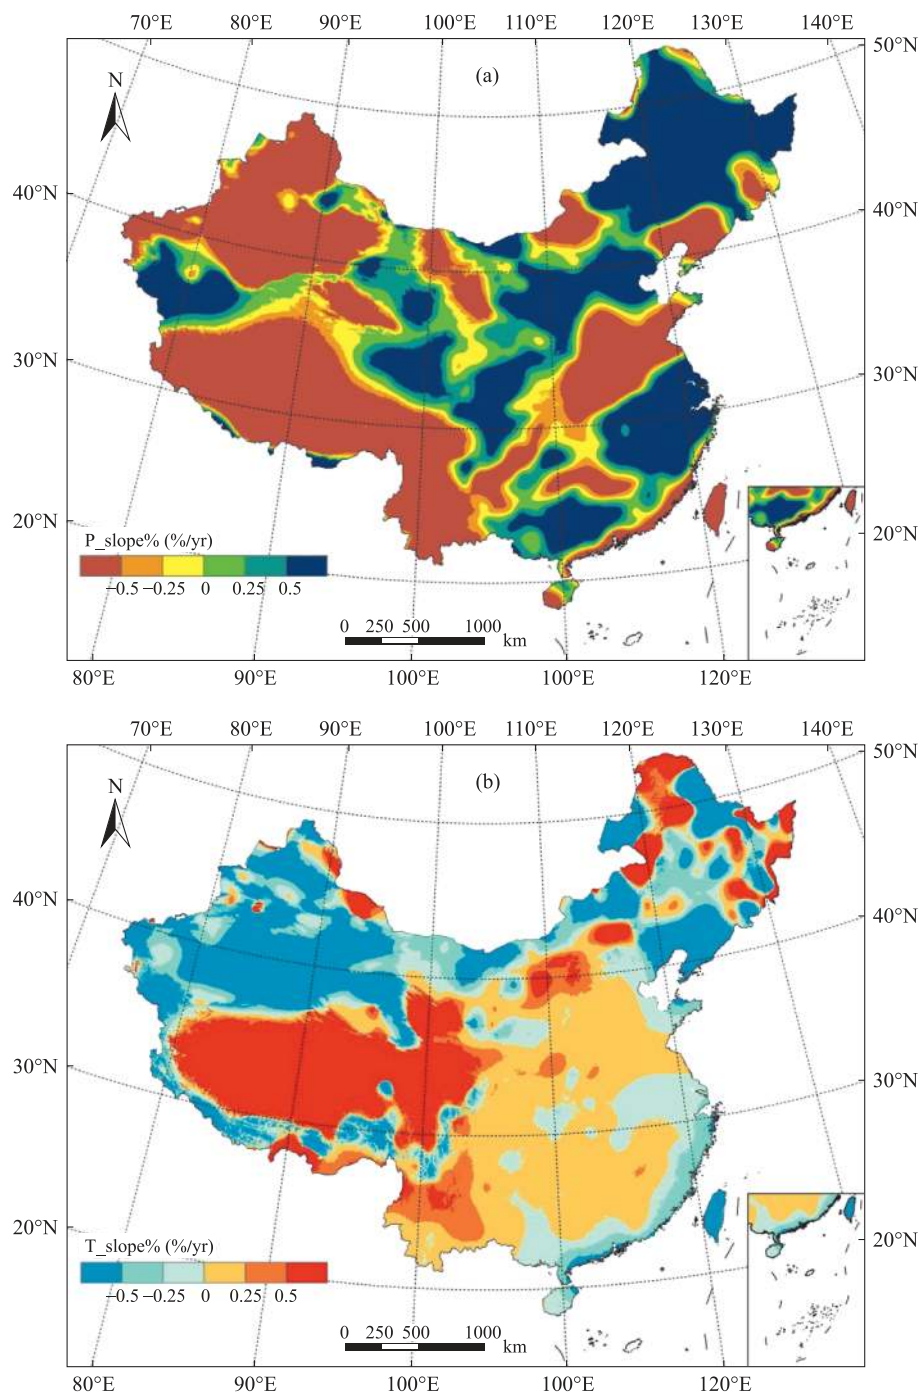 70°E 80°E 90°E 100°E 110°E 120°E 130°E 140°E
50°N
(a)
N
40°N
40°N
30°N
30°N
20°N
20°N
P_slope% (%/yr)
−0.5 −0.25 0 0.25 0.5
0 250 500 1000
km
80°E 90°E 100°E 100°E 120°E
70°E 80°E 90°E 100°E 110°E 120°E 130°E 140°E
50°N
(b)
N
40°N
40°N
30°N
30°N
20°N
20°N
T_slope% (%/yr)
−0.5 −0.25 0 0.25 0.5
0 250 500 1000
km
80°E 90°E 100°E 100°E 120°E